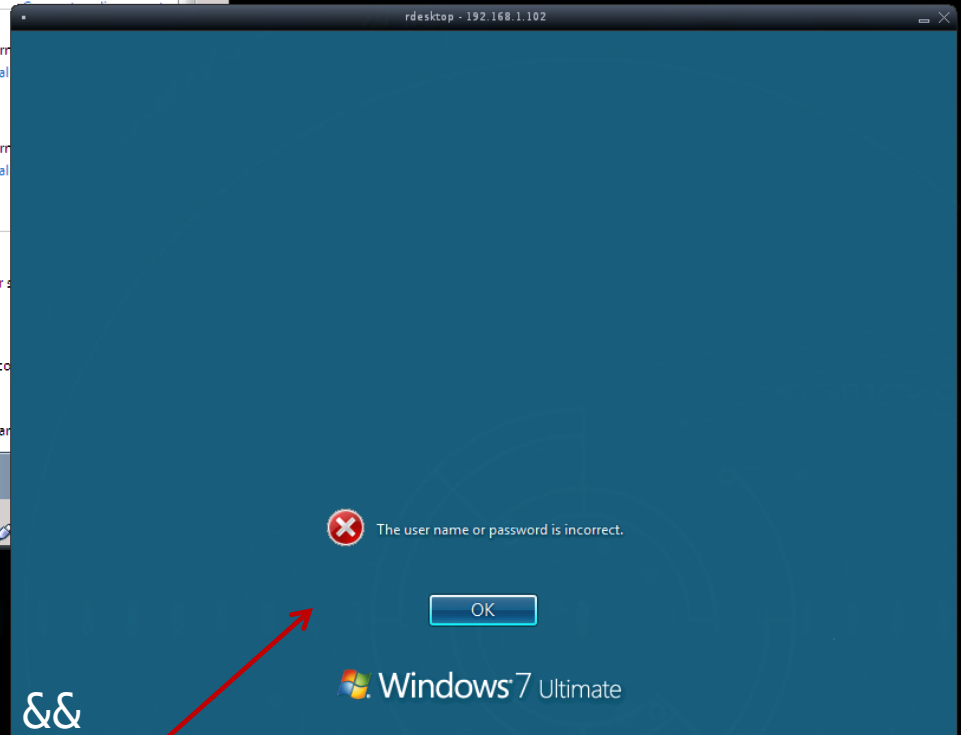 rdesktop - 192.168.1.102
The user name or password is incorrect.
OK
Windows 7 Ultimate
&&